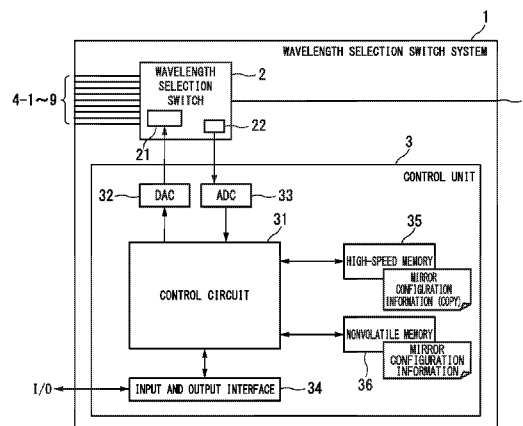 1
WAVELENGTH SELECTION SWITCH SYSTEM
WAVELENGTH
SELECTION
SWITCH
2
4-1~9
21
22
3
CONTROL UNIT
32
DAC
ADC
33
31
35
HIGH-SPEED MEMORY
MIRROR
CONFIGURATION
INFORMATION (COPY)
CONTROL CIRCUIT
NONVOLATILE MEMORY
MIRROR
CONFIGURATION
INFORMATION
36
I/O
INPUT AND OUTPUT INTERFACE
34